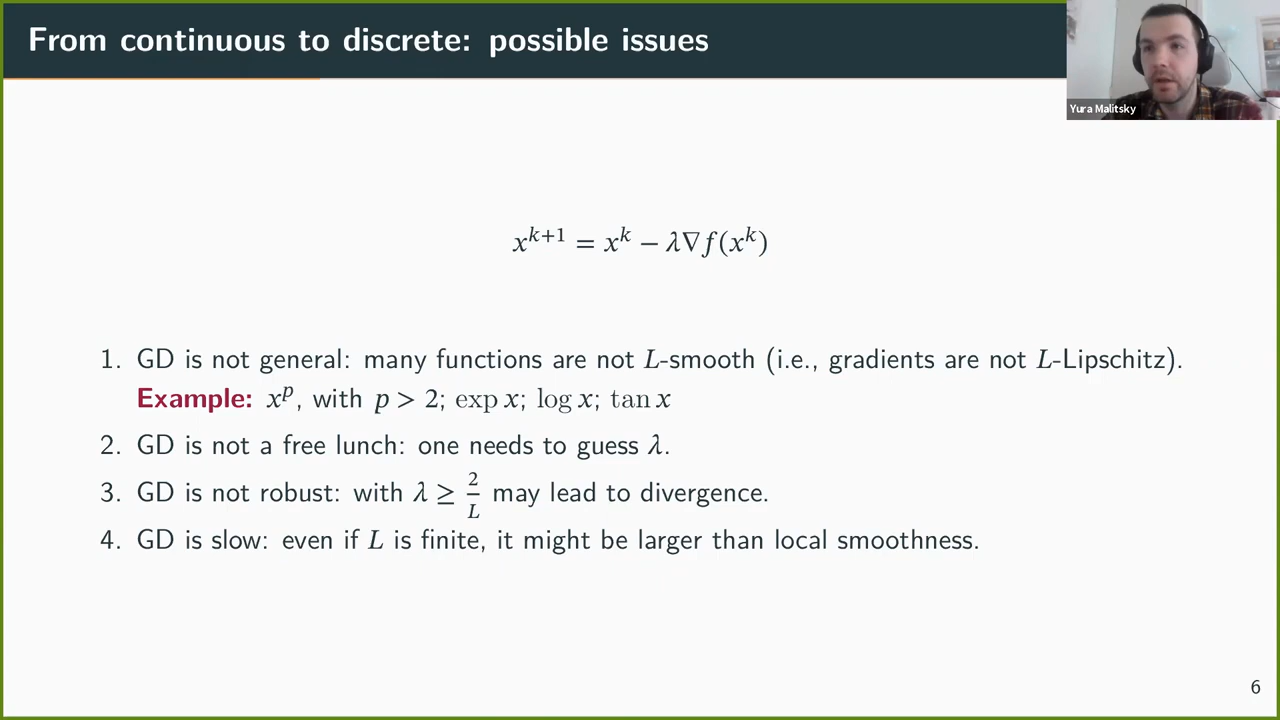 From continuous to discrete: possible issues
Yura Malitsky
x^{k+1} = x^k − λ∇f(x^k)
1. GD is not general: many functions are not L-smooth (i.e., gradients are not L-Lipschitz).
Example: x^p, with p > 2; exp x; log x; tan x
2. GD is not a free lunch: one needs to guess λ.
3. GD is not robust: with λ ≥ 2/L may lead to divergence.
4. GD is slow: even if L is finite, it might be larger than local smoothness.
6